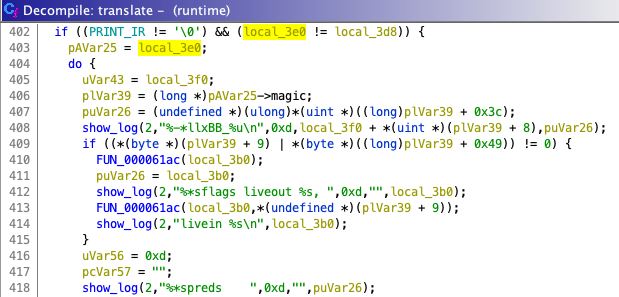 Decompile: translate - (runtime)
402 if ((PRINT_IR != '\0') && (local_3e0 != local_3d8)) {
403 pAVar25 = local_3e0;
404 do {
405 uVar43 = local_3f0;
406 plVar39 = (long *)pAVar25->magic;
407 puVar26 = (undefined *)(ulong)*(uint *)((long)plVar39 + 0x3c);
408 show_log(2,"%-*llxBB_%u\n",0xd,local_3f0 + *(uint *)(plVar39 + 8),puVar26);
409 if ((*(byte *)(plVar39 + 9) | *(byte *)((long)plVar39 + 0x49)) != 0) {
410 FUN_000061ac(local_3b0);
411 puVar26 = local_3b0;
412 show_log(2,"%*sflags liveout %s, ",0xd,"",local_3b0);
413 FUN_000061ac(local_3b0,*(undefined *)(plVar39 + 9));
414 show_log(2,"livein %s\n",local_3b0);
415 }
416 uVar56 = 0xd;
417 pcVar57 = "";
418 show_log(2,"%*spreds    ",0xd,"",puVar26);